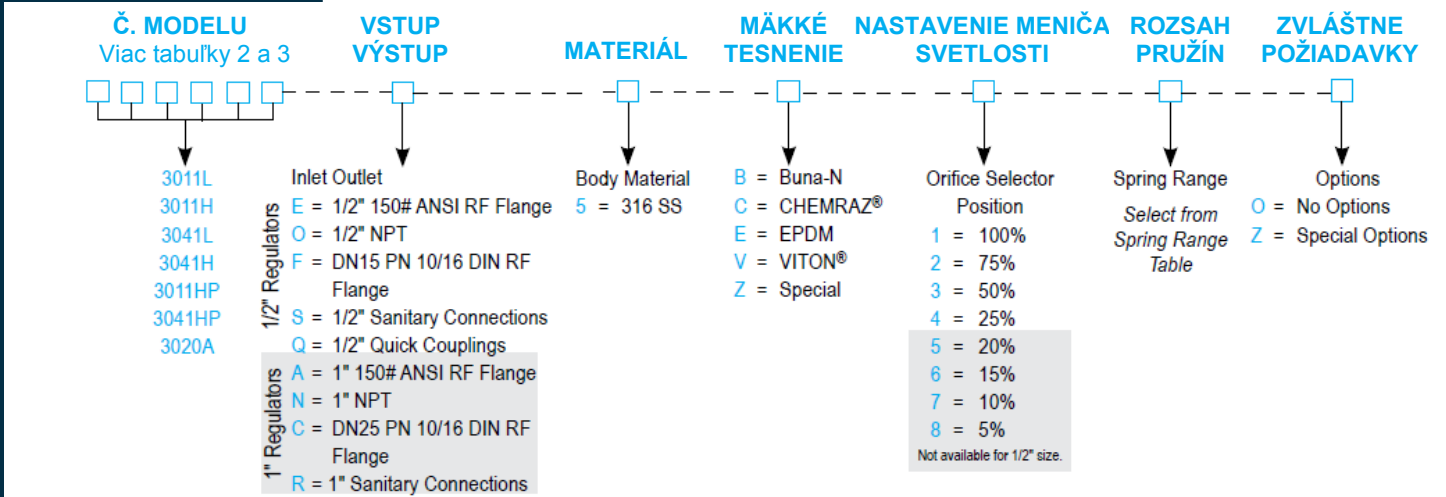 Č. MODELU
Viac tabuľky 2 a 3
VSTUP
VÝSTUP
MATERIÁL
MÄKKÉ
TESNENIE
NASTAVENIE MENIČA
SVETLOSTI
ROZSAH
PRUŽÍN
ZVLÁŠTNE
POŽIADAVKY
3011L
3011H
3041L
3041H
3011HP
3041HP
3020A
Inlet Outlet
1/2" Regulators
E = 1/2" 150# ANSI RF Flange
O = 1/2" NPT
F = DN15 PN 10/16 DIN RF
Flange
S = 1/2" Sanitary Connections
Q = 1/2" Quick Couplings
1" Regulators
A = 1" 150# ANSI RF Flange
N = 1" NPT
C = DN25 PN 10/16 DIN RF
Flange
R = 1" Sanitary Connections
Body Material
5 = 316 SS
B = Buna-N
C = CHEMRAZ®
E = EPDM
V = VITON®
Z = Special
Orifice Selector
Position
1 = 100%
2 = 75%
3 = 50%
4 = 25%
5 = 20%
6 = 15%
7 = 10%
8 = 5%
Not available for 1/2" size.
Spring Range
Select from
Spring Range
Table
Options
O = No Options
Z = Special Options